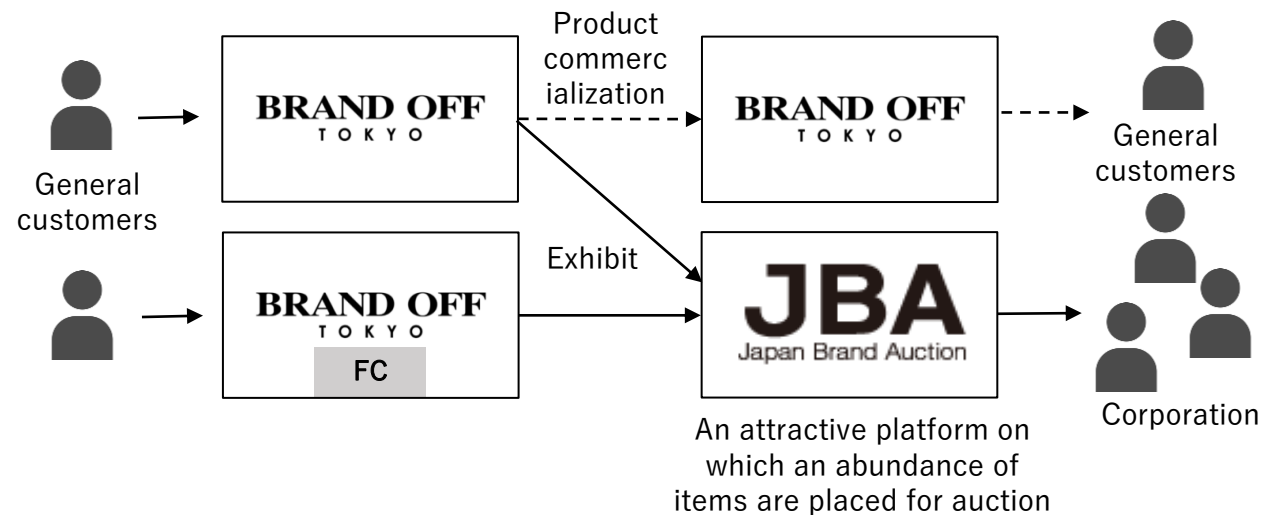 General
customers
BRAND OFF
TOKYO
Product
commerc
ialization
BRAND OFF
TOKYO
General
customers
BRAND OFF
TOKYO
FC
Exhibit
JBA
Japan Brand Auction
Corporation
An attractive platform on
which an abundance of
items are placed for auction